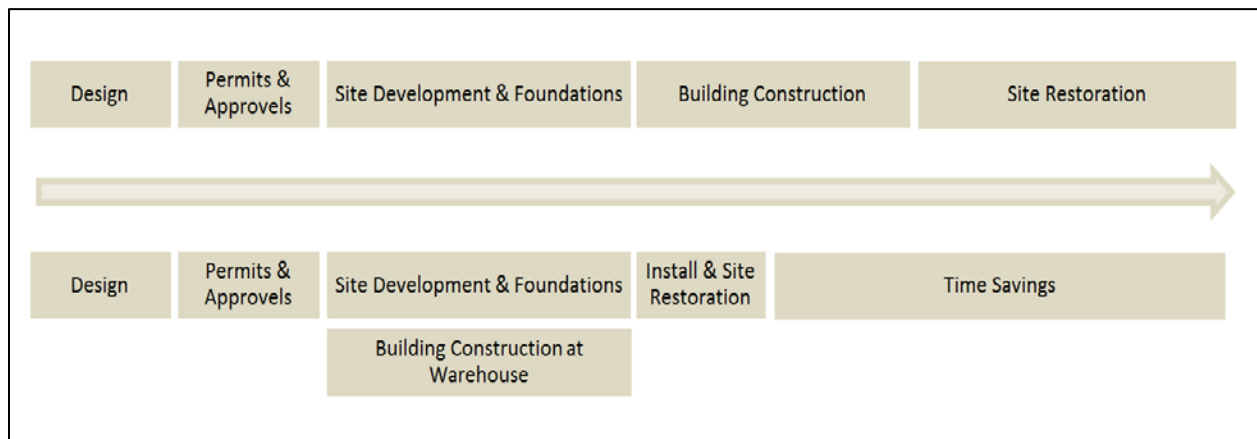 Design
Permits &
Approvels
Site Development & Foundations
Building Construction
Site Restoration
Design
Permits &
Approvels
Site Development & Foundations
Install & Site
Restoration
Time Savings
Building Construction at
Warehouse